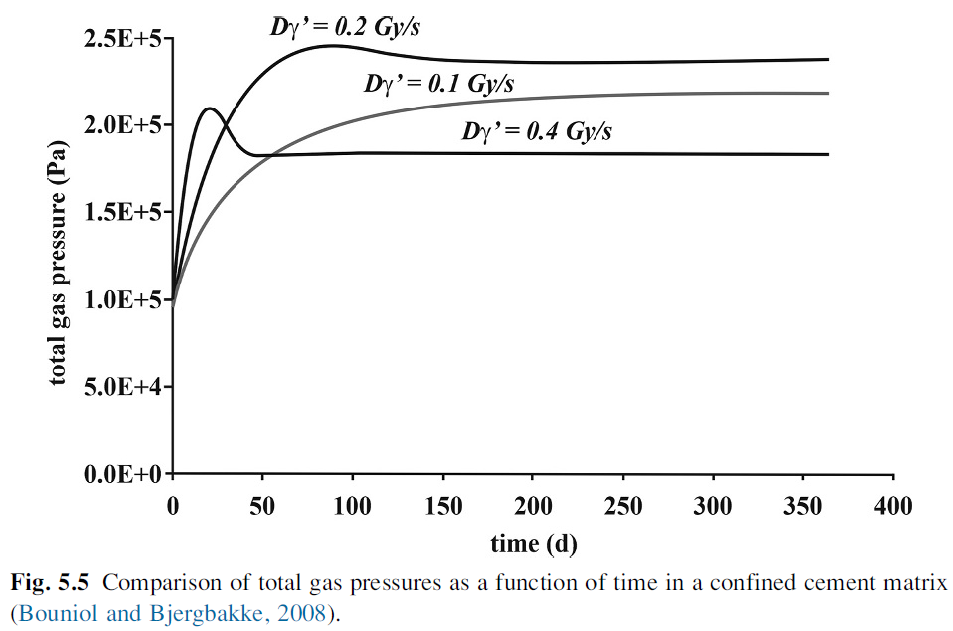 Dγ’= 0.2 Gy/s
2.5E+5
Dγ’= 0.1 Gy/s
2.0E+5
Dγ’= 0.4 Gy/s
1.5E+5
1.0E+5
5.0E+4
0.0E+0
total gas pressure (Pa)
0 50 100 150 200 250 300 350 400
time (d)
Fig. 5.5 Comparison of total gas pressures as a function of time in a confined cement matrix
(Bouniol and Bjergbakke, 2008).